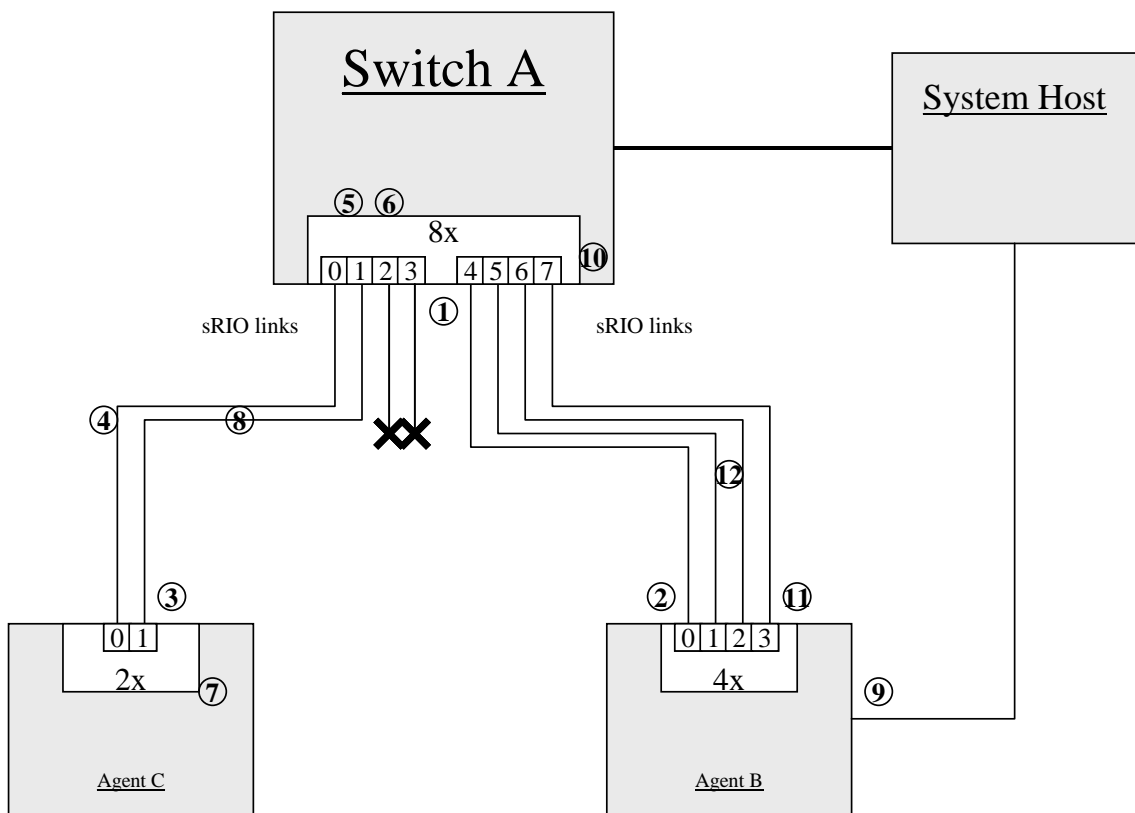 Switch A
System Host
⑤ ⑥
8x
⑩
0 1 2 3 4 5 6 7
①
sRIO links
sRIO links
④ ⑧
⑫
③ ② ⑪
0 1
0 1 2 3
2x
4x
⑦ ⑨
Agent C
Agent B